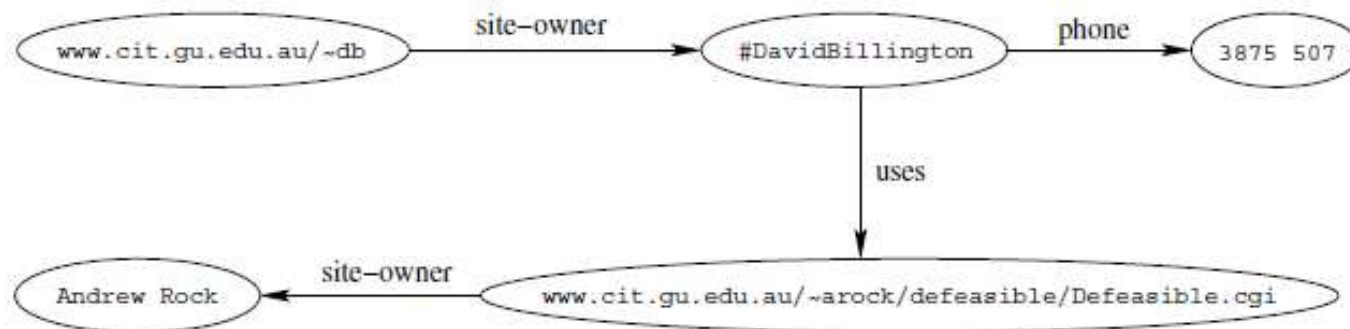 site-owner
phone
www.cit.gu.edu.au/~db
#DavidBillington
3875 507
uses
site-owner
Andrew Rock
www.cit.gu.edu.au/~arock/defeasible/Defeasible.cgi